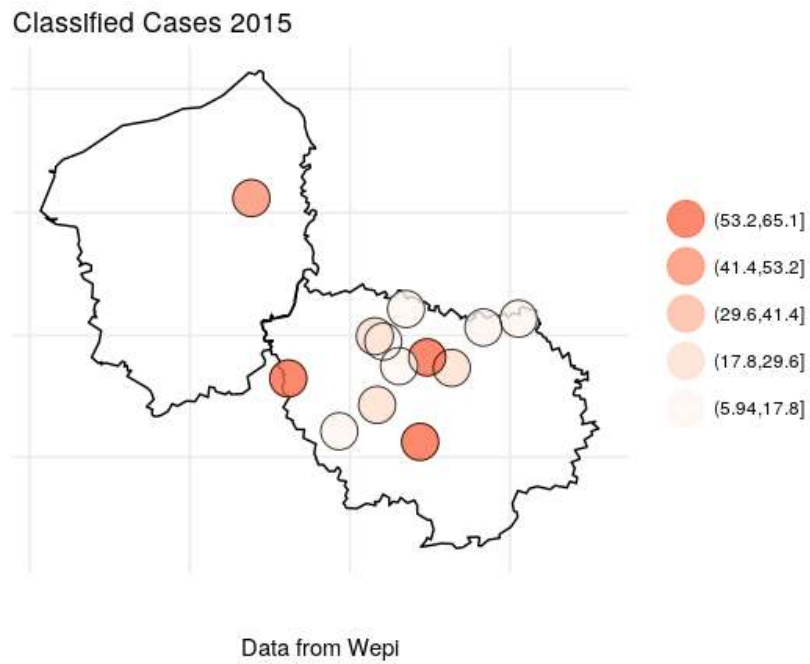 Classified Cases 2015
(53.2,65.1]
(41.4,53.2]
(29.6,41.4]
(17.8,29.6]
(5.94,17.8]
Data from Wepi